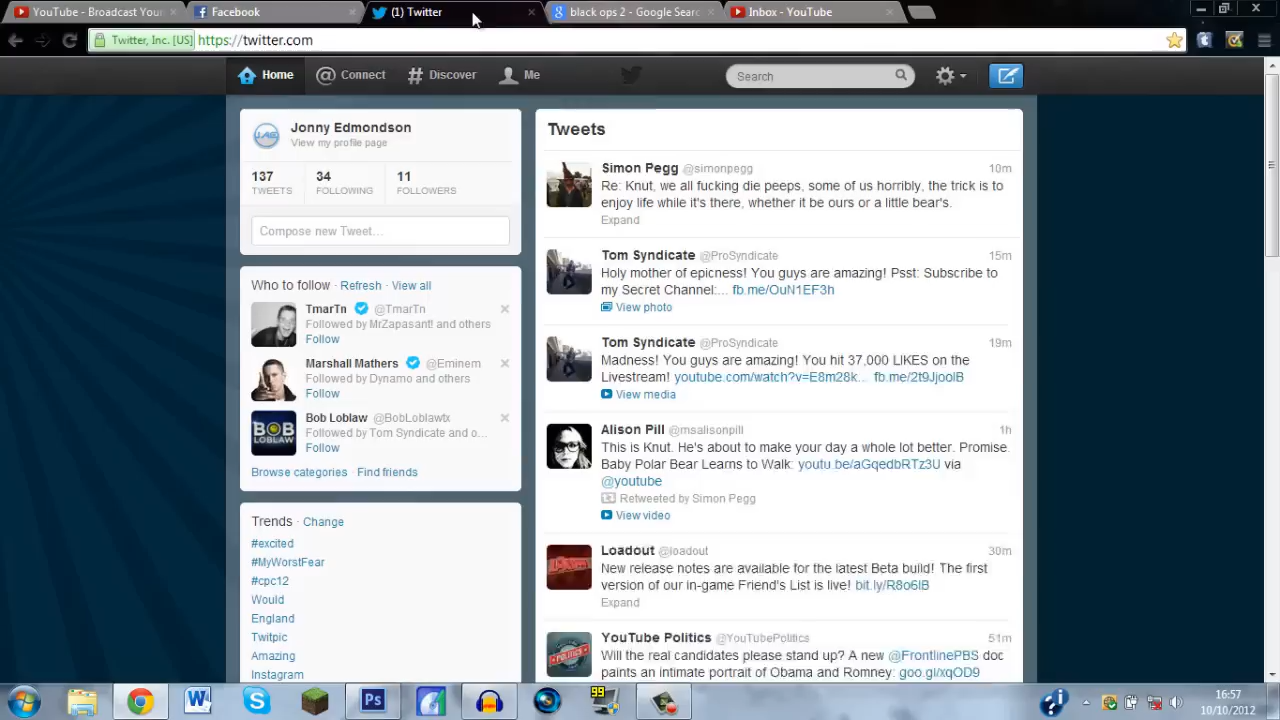 YouTube - Broadcast Your
Facebook
(1) Twitter
black ops 2 - Google Searc
Inbox - YouTube
Twitter, Inc. [US] https://twitter.com
Home
Connect
Discover
Me
Search
Jonny Edmondson
View my profile page
137 34 11
TWEETS FOLLOWING FOLLOWERS
Compose new Tweet...
Who to follow · Refresh · View all
TmarTn @TmarTn
Followed by MrZapasant! and others
Follow
Marshall Mathers @Eminem
Followed by Dynamo and others
Follow
Bob Loblaw @BobLoblawtx
Followed by Tom Syndicate and o...
Follow
Browse categories Find friends
Trends · Change
#excited
#MyWorstFear
#cpc12
Would
England
Twitpic
Amazing
Instagram
Tweets
Simon Pegg @simonpegg 10m
Re: Knut, we all fucking die peeps, some of us horribly, the trick is to
enjoy life while it's there, whether it be ours or a little bear's.
Expand
Tom Syndicate @ProSyndicate 15m
Holy mother of epicness! You guys are amazing! Psst: Subscribe to
my Secret Channel:... fb.me/OuN1EF3h
View photo
Tom Syndicate @ProSyndicate 19m
Madness! You guys are amazing! You hit 37,000 LIKES on the
Livestream! youtube.com/watch?v=E8m28k... fb.me/2t9JjoolB
View media
Alison Pill @msalisonpill 1h
This is Knut. He's about to make your day a whole lot better. Promise.
Baby Polar Bear Learns to Walk: youtu.be/aGqedbRTz3U via
@youtube
Retweeted by Simon Pegg
View video
Loadout @loadout 30m
New release notes are available for the latest Beta build! The first
version of our in-game Friend's List is live! bit.ly/R8o6IB
Expand
YouTube Politics @YouTubePolitics 51m
Will the real candidates please stand up? A new @FrontlinePBS doc
paints an intimate portrait of Obama and Romney: goo.gl/xqOD9
99
16:57
10/10/2012